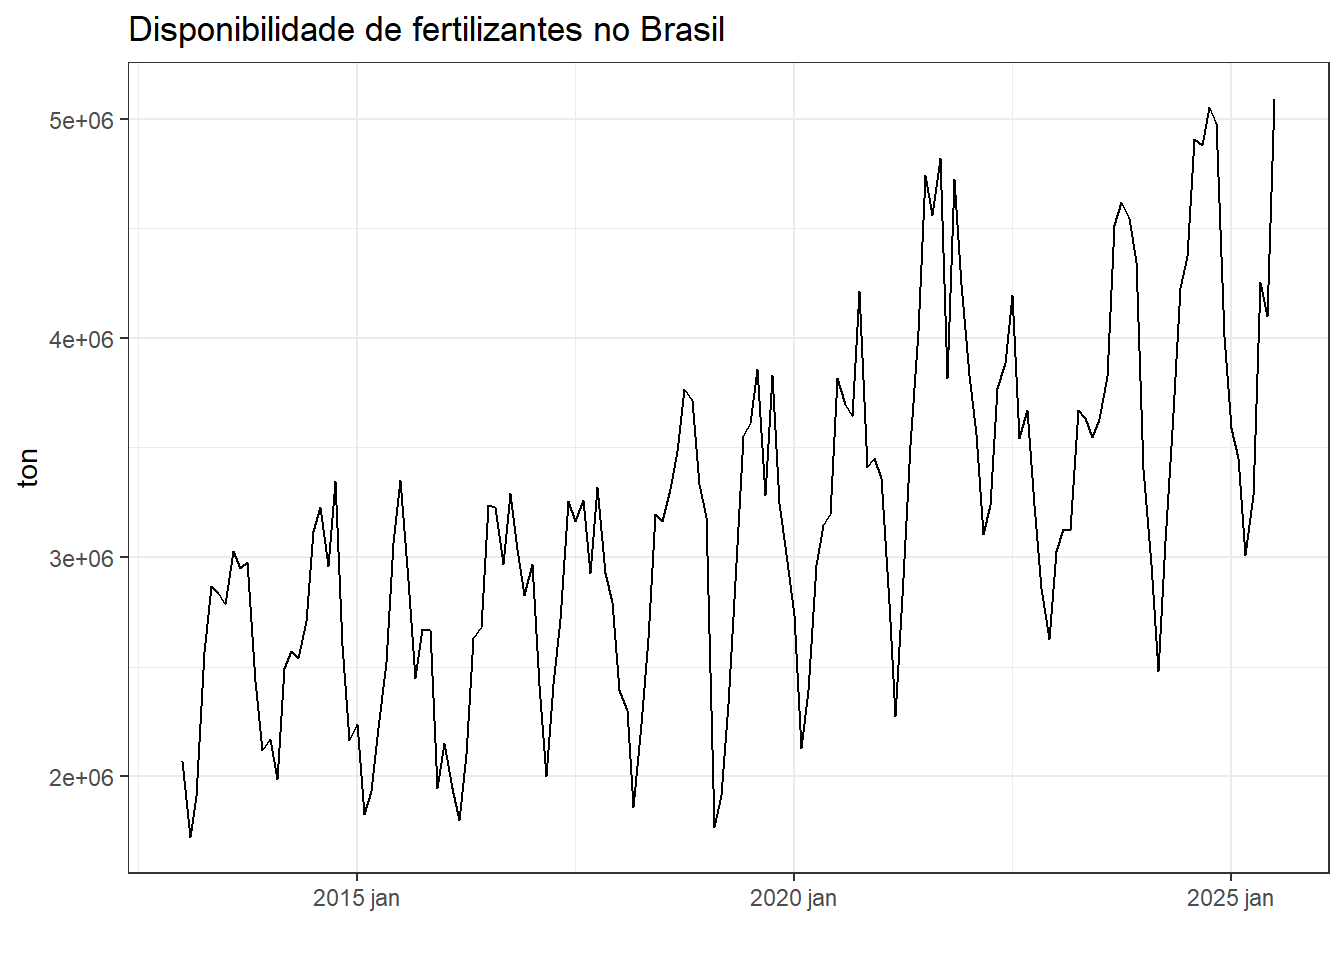 Disponibilidade de fertilizantes no Brasil
5e+06
4e+06
3e+06
2e+06
ton
2015 jan
2020 jan
2025 jan